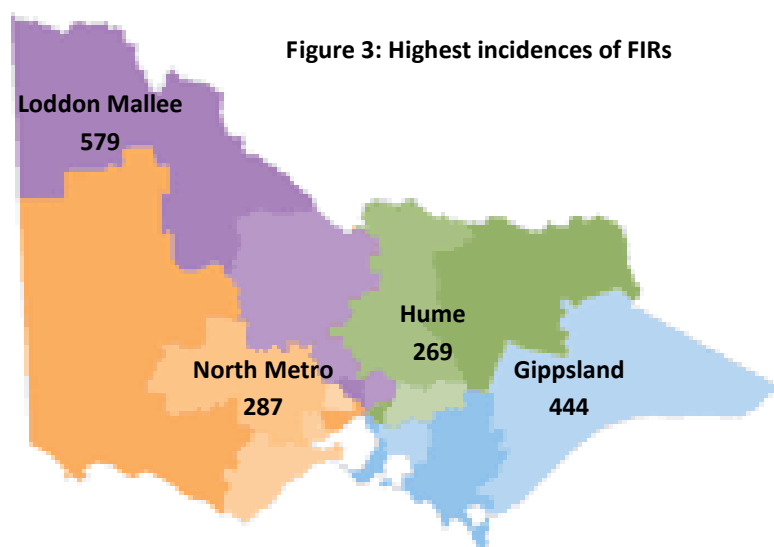 Figure 3: Highest incidences of FIRs
Loddon Mallee
579
Hume
269
North Metro
287
Gippsland
444